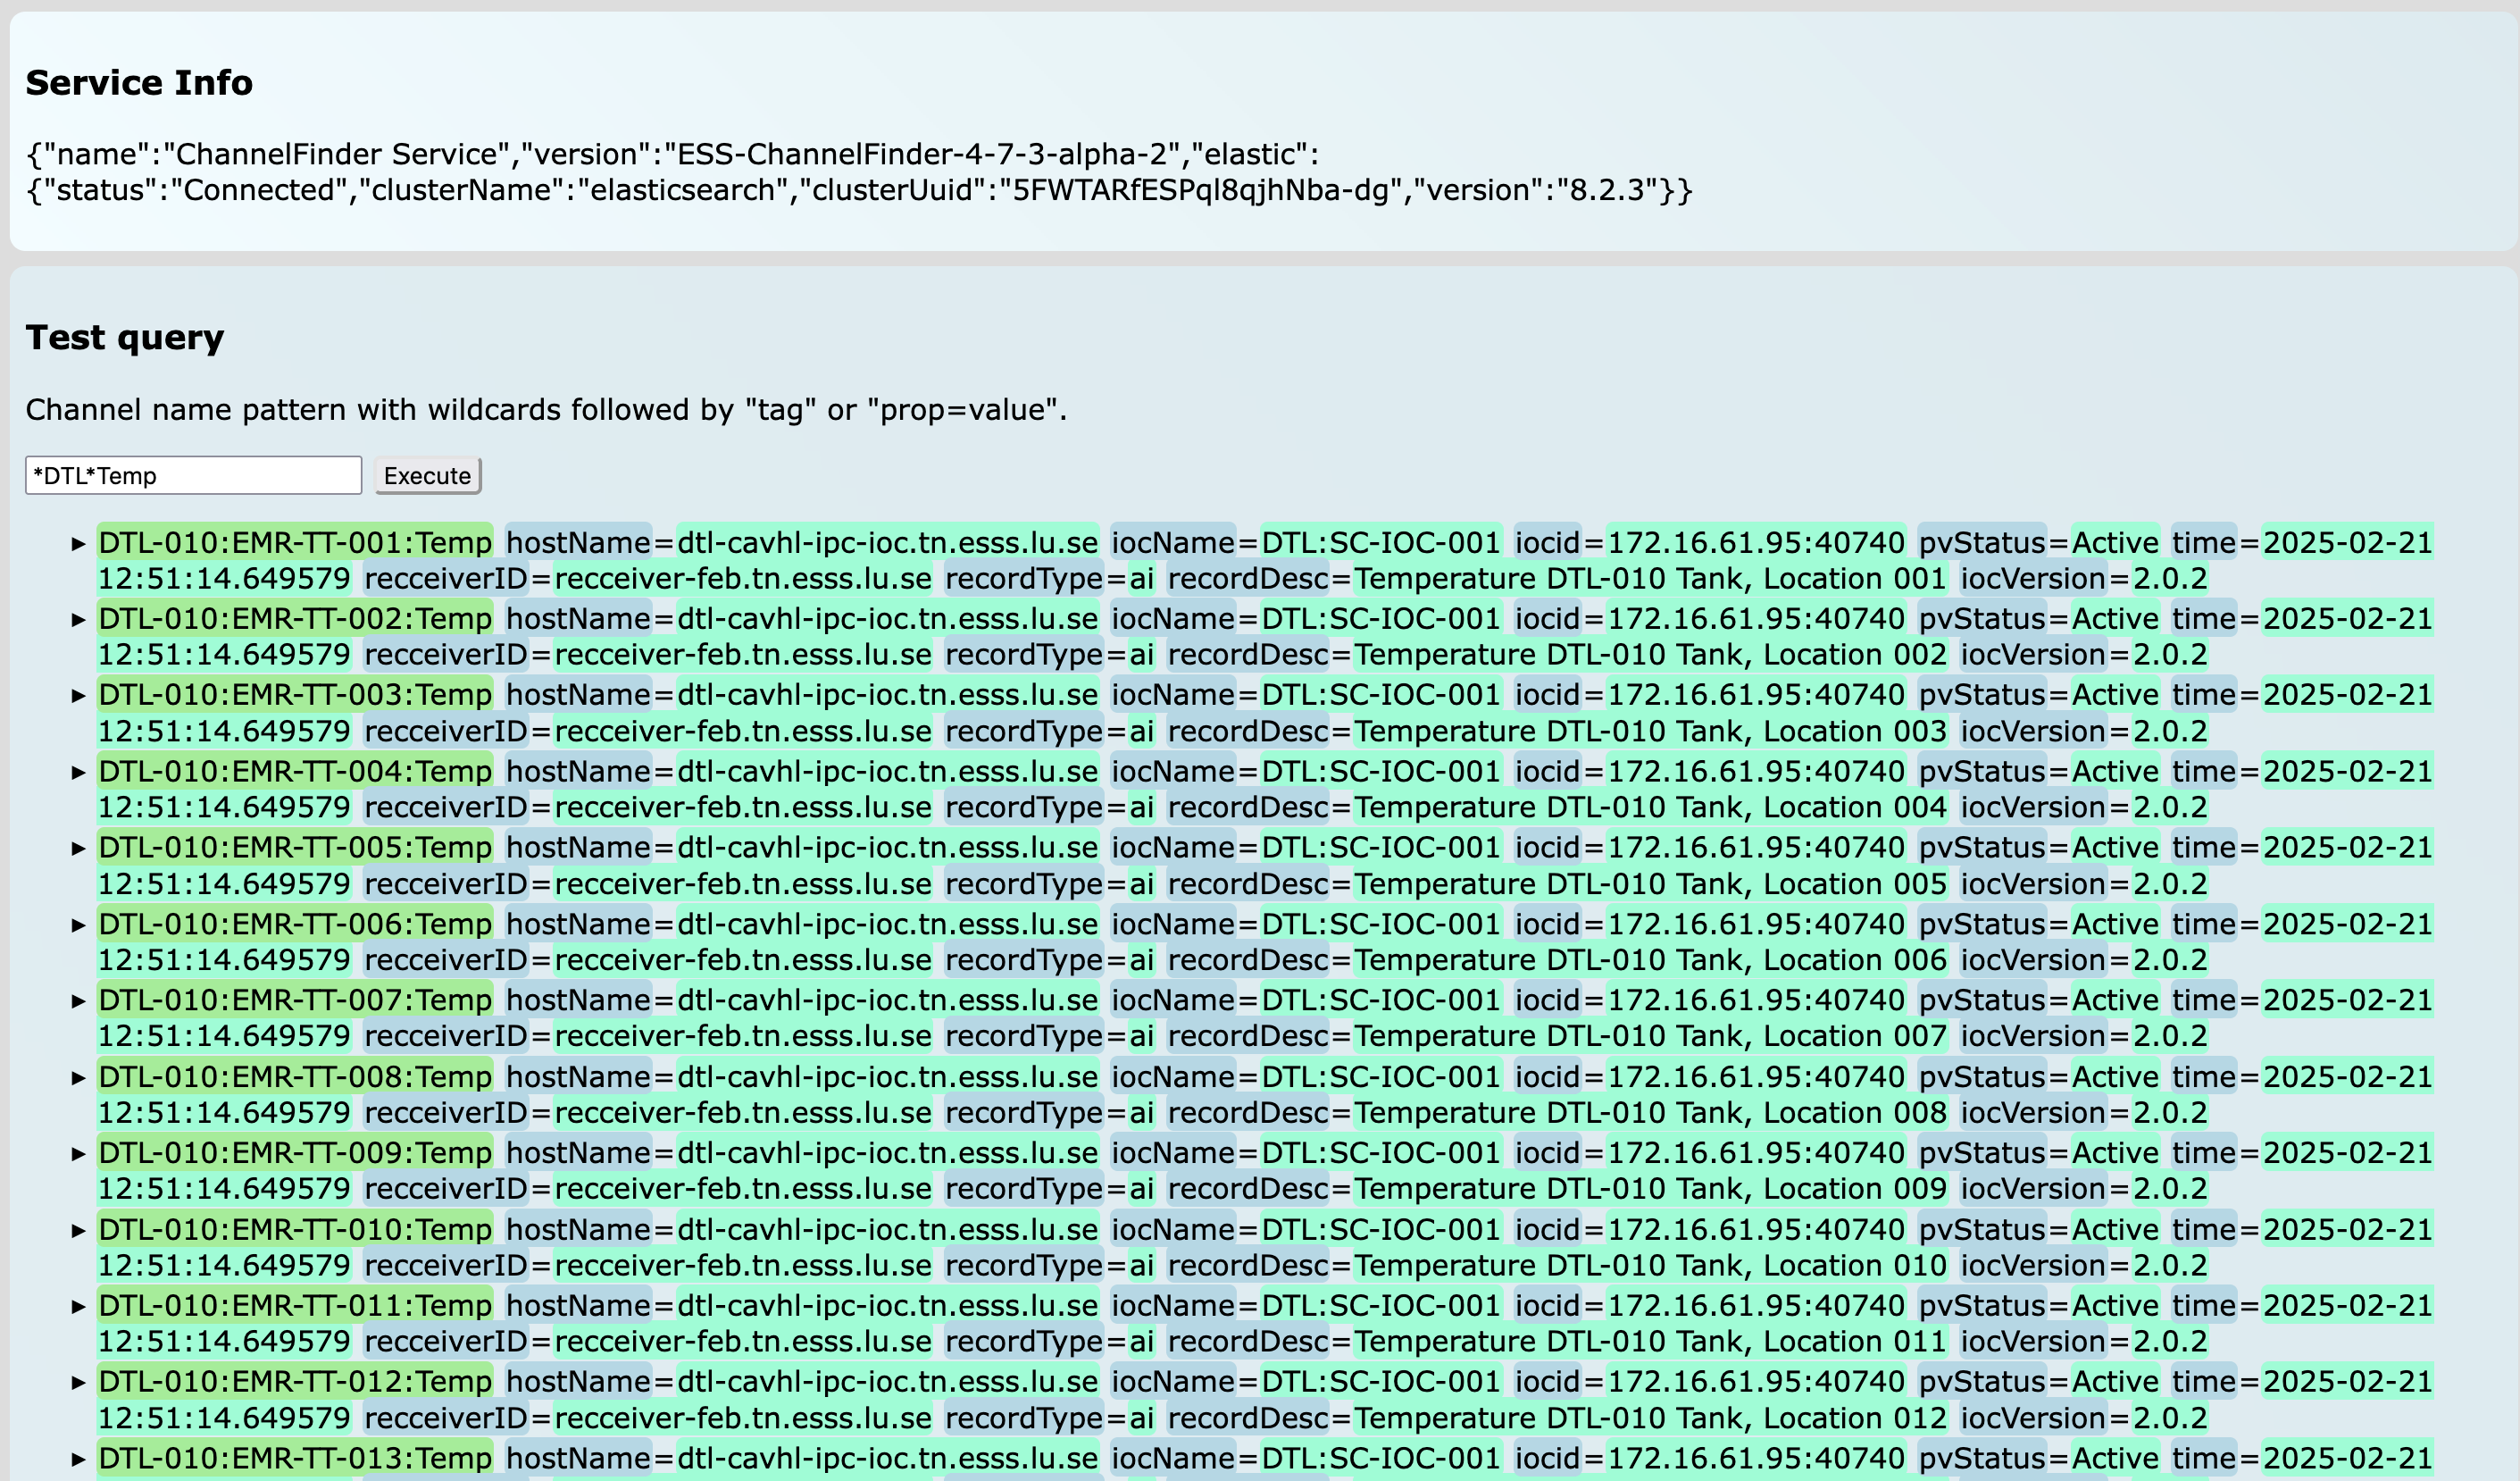 Service Info
{"name":"ChannelFinder Service","version":"ESS-ChannelFinder-4-7-3-alpha-2","elastic":
{"status":"Connected","clusterName":"elasticsearch","clusterUuid":"5FWTARfESPql8qjhNba-dg","version":"8.2.3"}}
Test query
Channel name pattern with wildcards followed by "tag" or "prop=value".
*DTL*Temp Execute
▸ DTL-010:EMR-TT-001:Temp hostName=dtl-cavhl-ipc-ioc.tn.esss.lu.se iocName=DTL:SC-IOC-001 iocid=172.16.61.95:40740 pvStatus=Active time=2025-02-21
12:51:14.649579 recceiverID=recceiver-feb.tn.esss.lu.se recordType=ai recordDesc=Temperature DTL-010 Tank, Location 001 iocVersion=2.0.2
▸ DTL-010:EMR-TT-002:Temp hostName=dtl-cavhl-ipc-ioc.tn.esss.lu.se iocName=DTL:SC-IOC-001 iocid=172.16.61.95:40740 pvStatus=Active time=2025-02-21
12:51:14.649579 recceiverID=recceiver-feb.tn.esss.lu.se recordType=ai recordDesc=Temperature DTL-010 Tank, Location 002 iocVersion=2.0.2
▸ DTL-010:EMR-TT-003:Temp hostName=dtl-cavhl-ipc-ioc.tn.esss.lu.se iocName=DTL:SC-IOC-001 iocid=172.16.61.95:40740 pvStatus=Active time=2025-02-21
12:51:14.649579 recceiverID=recceiver-feb.tn.esss.lu.se recordType=ai recordDesc=Temperature DTL-010 Tank, Location 003 iocVersion=2.0.2
▸ DTL-010:EMR-TT-004:Temp hostName=dtl-cavhl-ipc-ioc.tn.esss.lu.se iocName=DTL:SC-IOC-001 iocid=172.16.61.95:40740 pvStatus=Active time=2025-02-21
12:51:14.649579 recceiverID=recceiver-feb.tn.esss.lu.se recordType=ai recordDesc=Temperature DTL-010 Tank, Location 004 iocVersion=2.0.2
▸ DTL-010:EMR-TT-005:Temp hostName=dtl-cavhl-ipc-ioc.tn.esss.lu.se iocName=DTL:SC-IOC-001 iocid=172.16.61.95:40740 pvStatus=Active time=2025-02-21
12:51:14.649579 recceiverID=recceiver-feb.tn.esss.lu.se recordType=ai recordDesc=Temperature DTL-010 Tank, Location 005 iocVersion=2.0.2
▸ DTL-010:EMR-TT-006:Temp hostName=dtl-cavhl-ipc-ioc.tn.esss.lu.se iocName=DTL:SC-IOC-001 iocid=172.16.61.95:40740 pvStatus=Active time=2025-02-21
12:51:14.649579 recceiverID=recceiver-feb.tn.esss.lu.se recordType=ai recordDesc=Temperature DTL-010 Tank, Location 006 iocVersion=2.0.2
▸ DTL-010:EMR-TT-007:Temp hostName=dtl-cavhl-ipc-ioc.tn.esss.lu.se iocName=DTL:SC-IOC-001 iocid=172.16.61.95:40740 pvStatus=Active time=2025-02-21
12:51:14.649579 recceiverID=recceiver-feb.tn.esss.lu.se recordType=ai recordDesc=Temperature DTL-010 Tank, Location 007 iocVersion=2.0.2
▸ DTL-010:EMR-TT-008:Temp hostName=dtl-cavhl-ipc-ioc.tn.esss.lu.se iocName=DTL:SC-IOC-001 iocid=172.16.61.95:40740 pvStatus=Active time=2025-02-21
12:51:14.649579 recceiverID=recceiver-feb.tn.esss.lu.se recordType=ai recordDesc=Temperature DTL-010 Tank, Location 008 iocVersion=2.0.2
▸ DTL-010:EMR-TT-009:Temp hostName=dtl-cavhl-ipc-ioc.tn.esss.lu.se iocName=DTL:SC-IOC-001 iocid=172.16.61.95:40740 pvStatus=Active time=2025-02-21
12:51:14.649579 recceiverID=recceiver-feb.tn.esss.lu.se recordType=ai recordDesc=Temperature DTL-010 Tank, Location 009 iocVersion=2.0.2
▸ DTL-010:EMR-TT-010:Temp hostName=dtl-cavhl-ipc-ioc.tn.esss.lu.se iocName=DTL:SC-IOC-001 iocid=172.16.61.95:40740 pvStatus=Active time=2025-02-21
12:51:14.649579 recceiverID=recceiver-feb.tn.esss.lu.se recordType=ai recordDesc=Temperature DTL-010 Tank, Location 010 iocVersion=2.0.2
▸ DTL-010:EMR-TT-011:Temp hostName=dtl-cavhl-ipc-ioc.tn.esss.lu.se iocName=DTL:SC-IOC-001 iocid=172.16.61.95:40740 pvStatus=Active time=2025-02-21
12:51:14.649579 recceiverID=recceiver-feb.tn.esss.lu.se recordType=ai recordDesc=Temperature DTL-010 Tank, Location 011 iocVersion=2.0.2
▸ DTL-010:EMR-TT-012:Temp hostName=dtl-cavhl-ipc-ioc.tn.esss.lu.se iocName=DTL:SC-IOC-001 iocid=172.16.61.95:40740 pvStatus=Active time=2025-02-21
12:51:14.649579 recceiverID=recceiver-feb.tn.esss.lu.se recordType=ai recordDesc=Temperature DTL-010 Tank, Location 012 iocVersion=2.0.2
▸ DTL-010:EMR-TT-013:Temp hostName=dtl-cavhl-ipc-ioc.tn.esss.lu.se iocName=DTL:SC-IOC-001 iocid=172.16.61.95:40740 pvStatus=Active time=2025-02-21